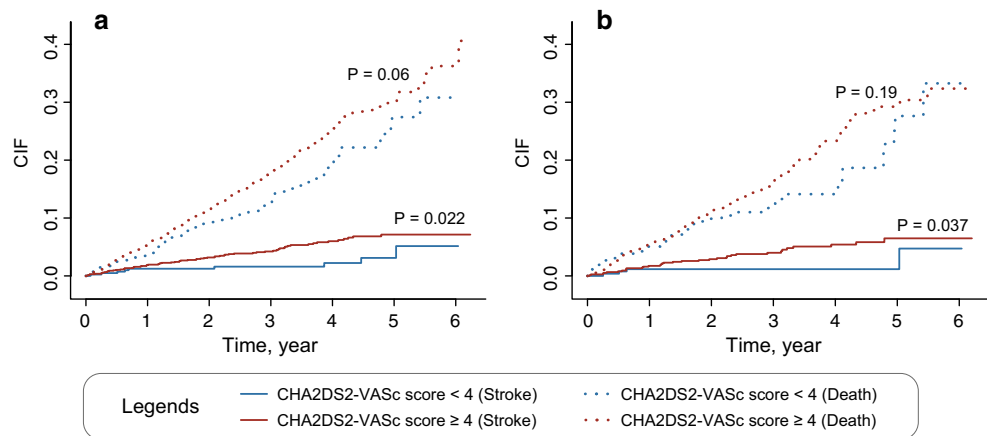 a
CIF
0.4
0.3
0.2
0.1
0.0
P = 0.06
P = 0.022
0 1 2 3 4 5 6
Time, year
b
CIF
0.4
0.3
0.2
0.1
0.0
P = 0.19
P = 0.037
0 1 2 3 4 5 6
Time, year
Legends
CHA2DS2-VASc score < 4 (Stroke)
CHA2DS2-VASc score ≥ 4 (Stroke)
CHA2DS2-VASc score < 4 (Death)
CHA2DS2-VASc score ≥ 4 (Death)